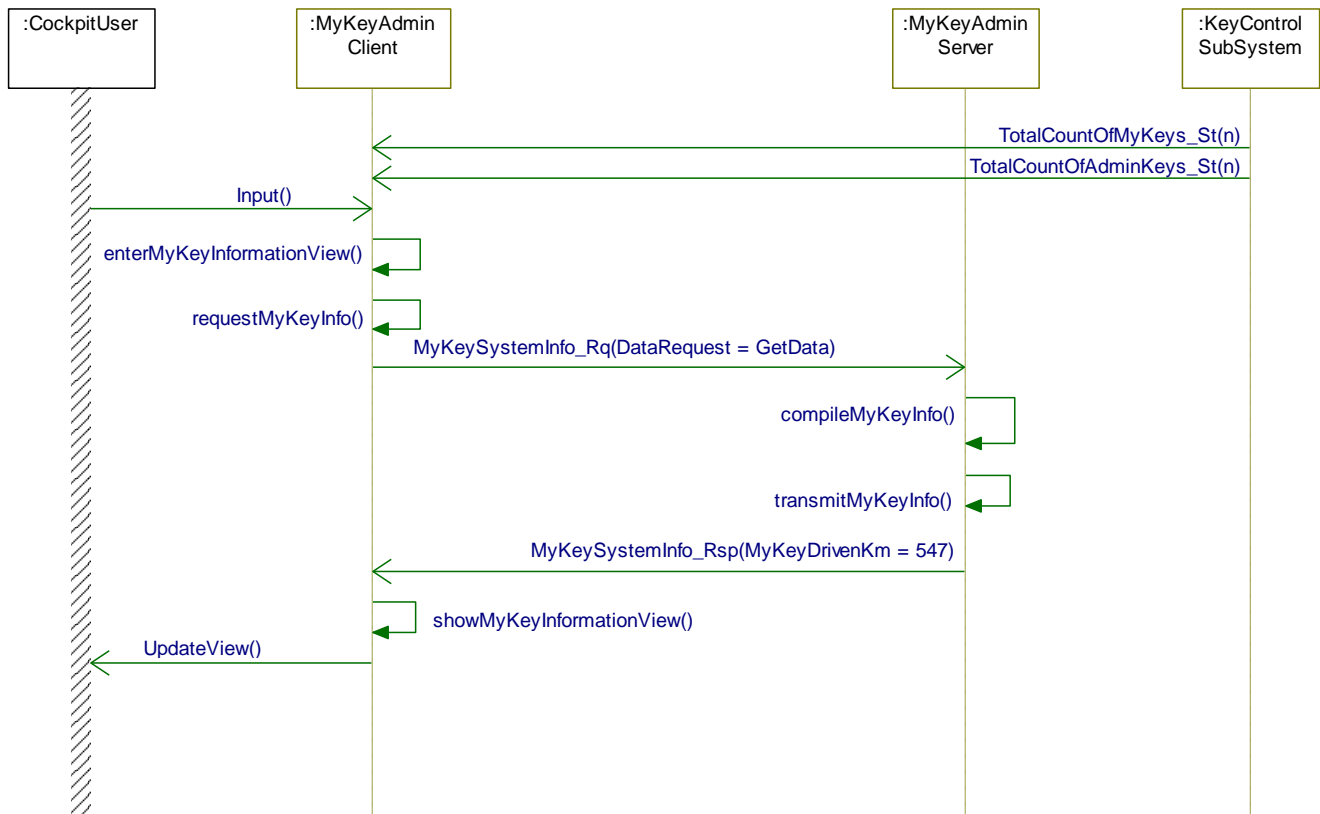 :CockpitUser
:MyKeyAdmin
Client
:MyKeyAdmin
Server
:KeyControl
SubSystem
TotalCountOfMyKeys_St(n)
TotalCountOfAdminKeys_St(n)
Input()
enterMyKeyInformationView()
requestMyKeyInfo()
MyKeySystemInfo_Rq(DataRequest = GetData)
compileMyKeyInfo()
transmitMyKeyInfo()
MyKeySystemInfo_Rsp(MyKeyDrivenKm = 547)
showMyKeyInformationView()
UpdateView()